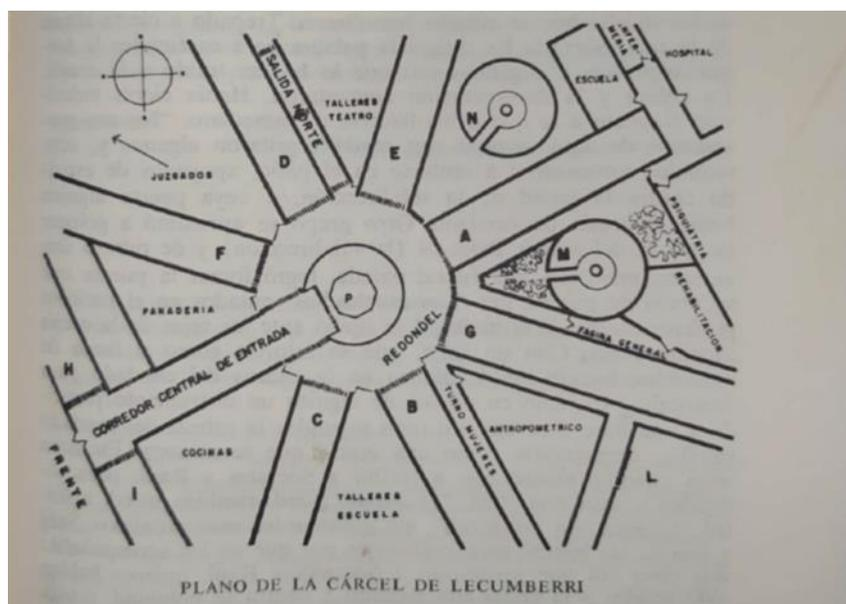 ENFER-
MERIA
HOSPITAL
ESCUELA
SALIDA NORTE
TALLERES
TEATRO
N
D
E
JUZGADOS
A
PSIQUIATRIA
F
M
P
REHABILITACION
PANADERIA
REDONDEL
G
FAGINA GENERAL
H
CORREDOR CENTRAL DE ENTRADA
C
B
TURNO MUJERES
ANTROPOMETRICO
FRENTE
COCINAS
I
TALLERES
ESCUELA
L
PLANO DE LA CÁRCEL DE LECUMBERRI